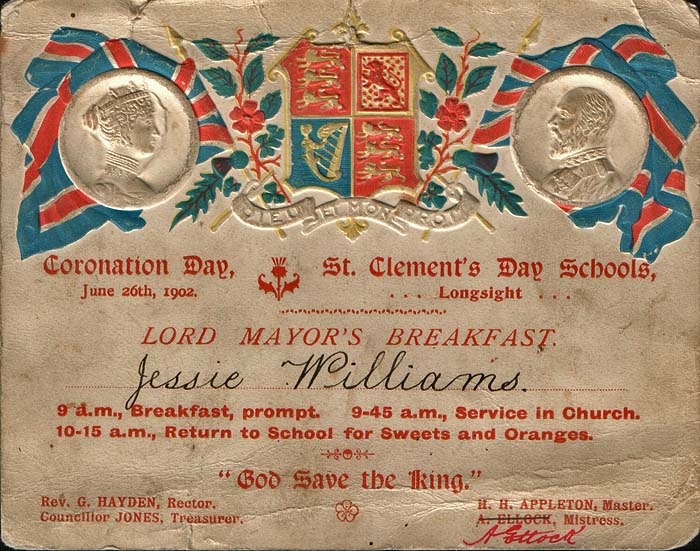 DIEU ET MON DROIT
Coronation Day, St. Clement's Day Schools,
June 26th, 1902. . . . Longsight . . .
LORD MAYOR'S BREAKFAST.
Jessie Williams.
9 a.m., Breakfast, prompt. 9-45 a.m., Service in Church.
10-15 a.m., Return to School for Sweets and Oranges.
"God Save the King."
Rev. G. HAYDEN, Rector. H. H. APPLETON, Master.
Councillor JONES, Treasurer. A. ELLOCK, Mistress.